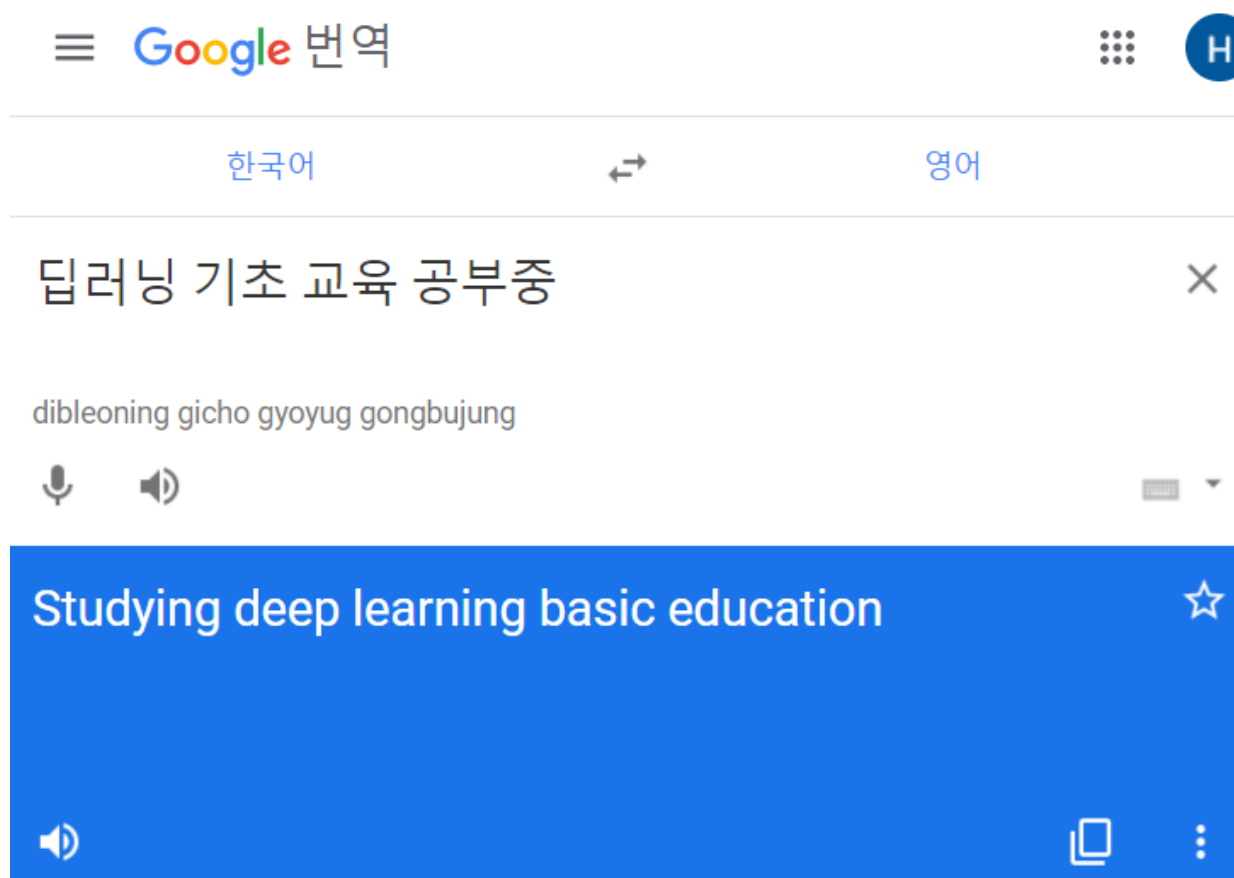 Google 번역
H
한국어 영어
딥러닝 기초 교육 공부중
dibleoning gicho gyoyug gongbujung
Studying deep learning basic education